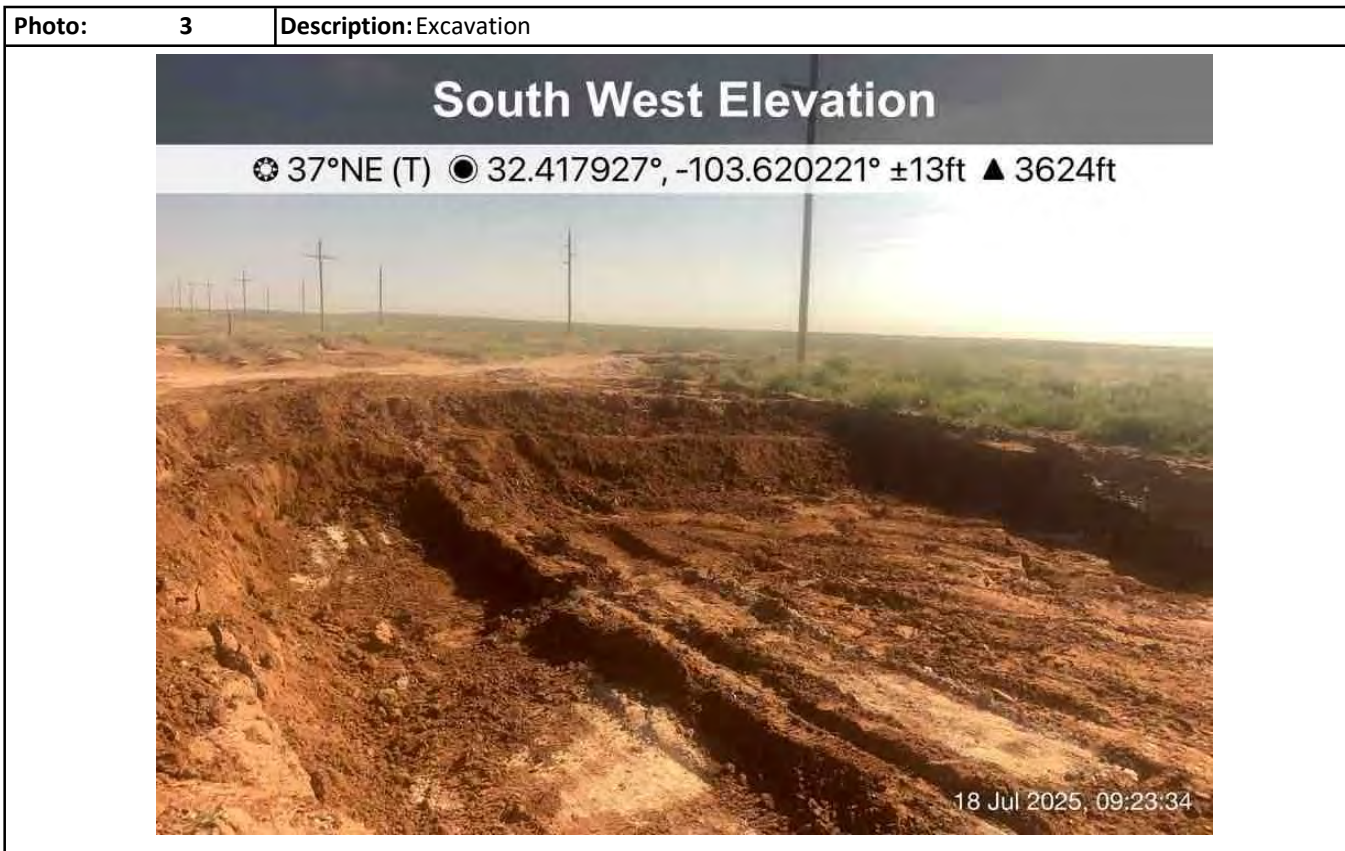 Photo: 3 Description: Excavation
South West Elevation
37°NE (T) 32.417927°, -103.620221° ±13ft ▲ 3624ft
18 Jul 2025, 09:23:34